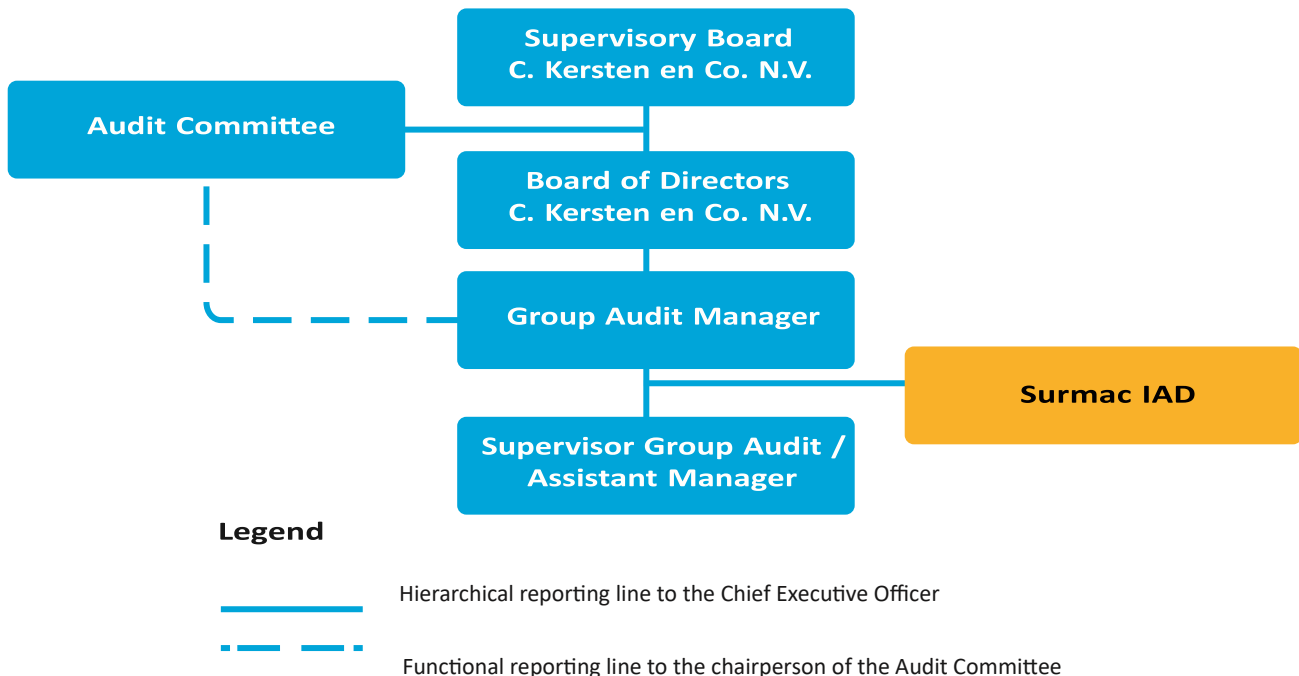 Supervisory Board
C. Kersten en Co. N.V.
Audit Committee
Board of Directors
C. Kersten en Co. N.V.
Group Audit Manager
Surmac IAD
Supervisor Group Audit /
Assistant Manager
Legend
Hierarchical reporting line to the Chief Executive Officer
Functional reporting line to the chairperson of the Audit Committee